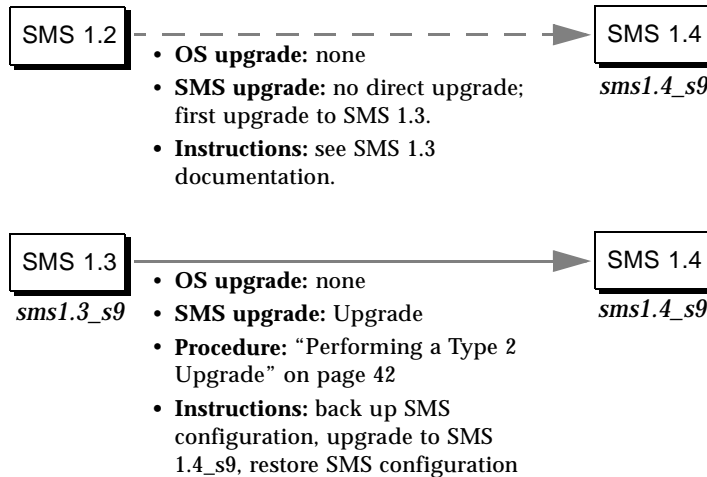 SMS 1.2
SMS 1.4
sms1.4_s9
• OS upgrade: none
• SMS upgrade: no direct upgrade;
first upgrade to SMS 1.3.
• Instructions: see SMS 1.3
documentation.
SMS 1.3
sms1.3_s9
SMS 1.4
sms1.4_s9
• OS upgrade: none
• SMS upgrade: Upgrade
• Procedure: “Performing a Type 2
Upgrade” on page 42
• Instructions: back up SMS
configuration, upgrade to SMS
1.4_s9, restore SMS configuration